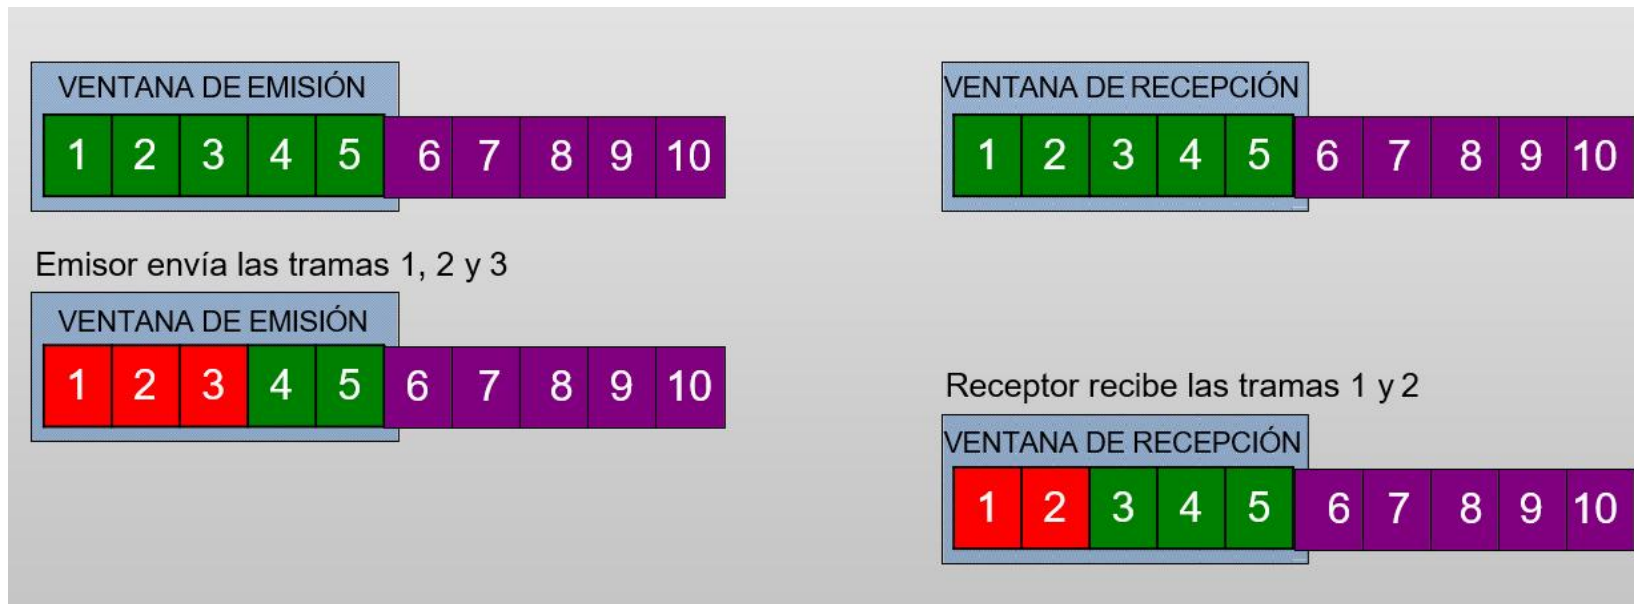 VENTANA DE EMISIÓN
1 2 3 4 5 6 7 8 9 10
VENTANA DE RECEPCIÓN
1 2 3 4 5 6 7 8 9 10
Emisor envía las tramas 1, 2 y 3
VENTANA DE EMISIÓN
1 2 3 4 5 6 7 8 9 10
Receptor recibe las tramas 1 y 2
VENTANA DE RECEPCIÓN
1 2 3 4 5 6 7 8 9 10